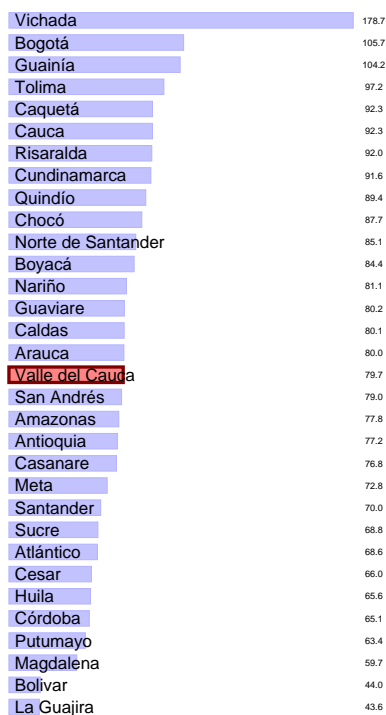 Vichada 178.7
Bogotá 105.7
Guainía 104.2
Tolima 97.2
Caquetá 92.3
Cauca 92.3
Risaralda 92.0
Cundinamarca 91.6
Quindío 89.4
Chocó 87.7
Norte de Santander 85.1
Boyacá 84.4
Nariño 81.1
Guaviare 80.2
Caldas 80.1
Arauca 80.0
Valle del Cauca 79.7
San Andrés 79.0
Amazonas 77.8
Antioquia 77.2
Casanare 76.8
Meta 72.8
Santander 70.0
Sucre 68.8
Atlántico 68.6
Cesar 66.0
Huila 65.6
Córdoba 65.1
Putumayo 63.4
Magdalena 59.7
Bolivar 44.0
La Guajira 43.6